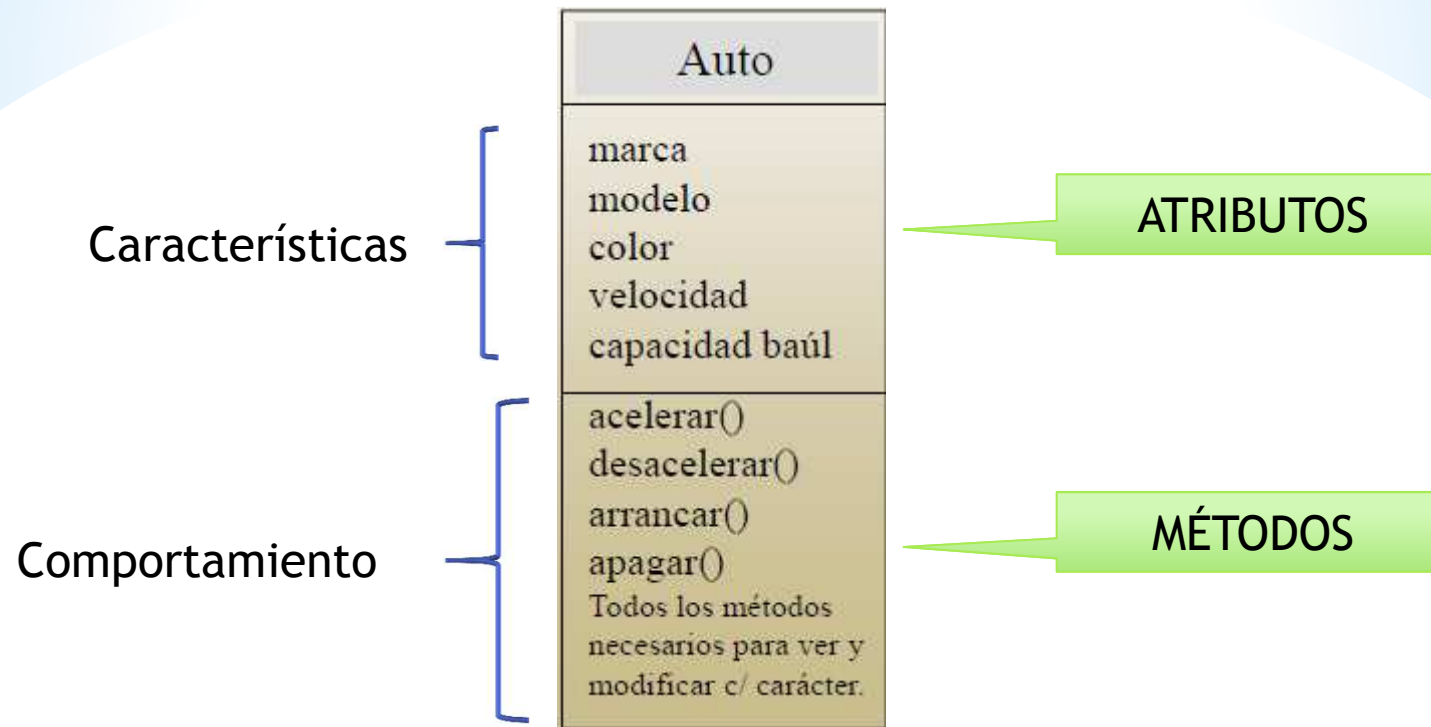 Auto
Característicias
marca
modelo
color
velocidad
capacidad baúl
ATRIBUTOS
Comportamiento
acelerar()
desacelerar()
arrancar()
apagar()
Todos los métodos
necesarios para ver y
modificar c/ carácter.
MÉTODOS